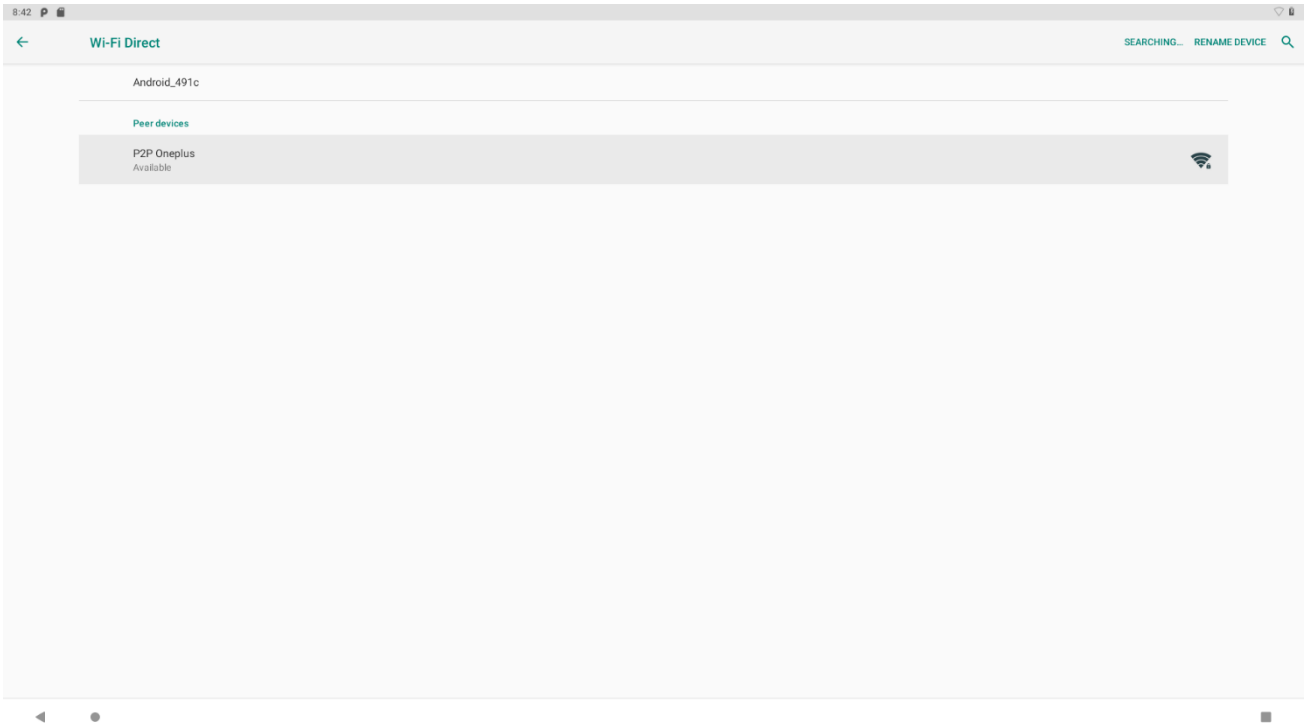 8:42
Wi-Fi Direct
SEARCHING... RENAME DEVICE
Android_491c
Peer devices
P2P Oneplus
Available